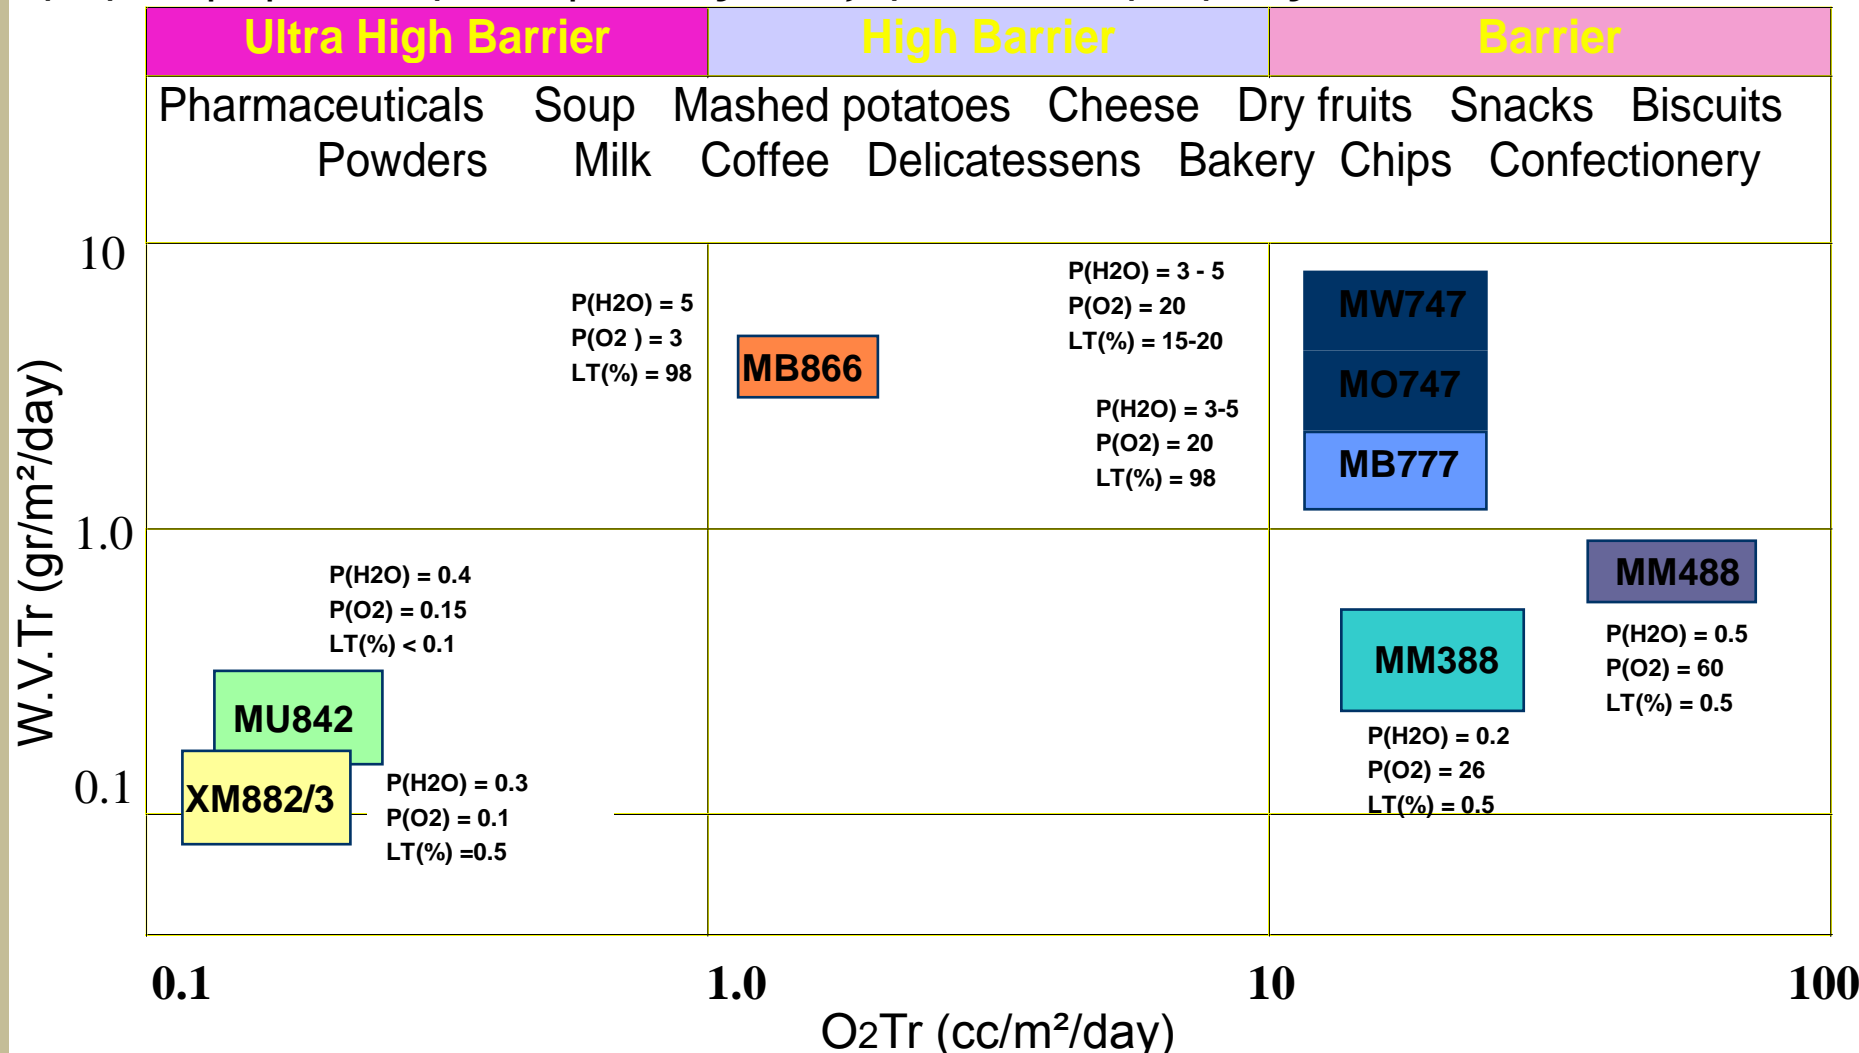 Ultra High Barrier High Barrier Barrier
Pharmaceuticals Soup Mashed potatoes Cheese Dry fruits Snacks Biscuits
Powders Milk Coffee Delicatessens Bakery Chips Confectionery
10
P(H2O) = 5
P(O2 ) = 3
LT(%) = 98
MB866
P(H2O) = 3 - 5
P(O2) = 20
LT(%) = 15-20
P(H2O) = 3-5
P(O2) = 20
LT(%) = 98
MW747
MO747
MB777
W.V.Tr (gr/m²/day)
1.0
P(H2O) = 0.4
P(O2) = 0.15
LT(%) < 0.1
MU842
XM882/3
P(H2O) = 0.3
P(O2) = 0.1
LT(%) =0.5
MM488
P(H2O) = 0.5
P(O2) = 60
LT(%) = 0.5
MM388
P(H2O) = 0.2
P(O2) = 26
LT(%) = 0.5
0.1
0.1 1.0 10 100
O2Tr (cc/m²/day)